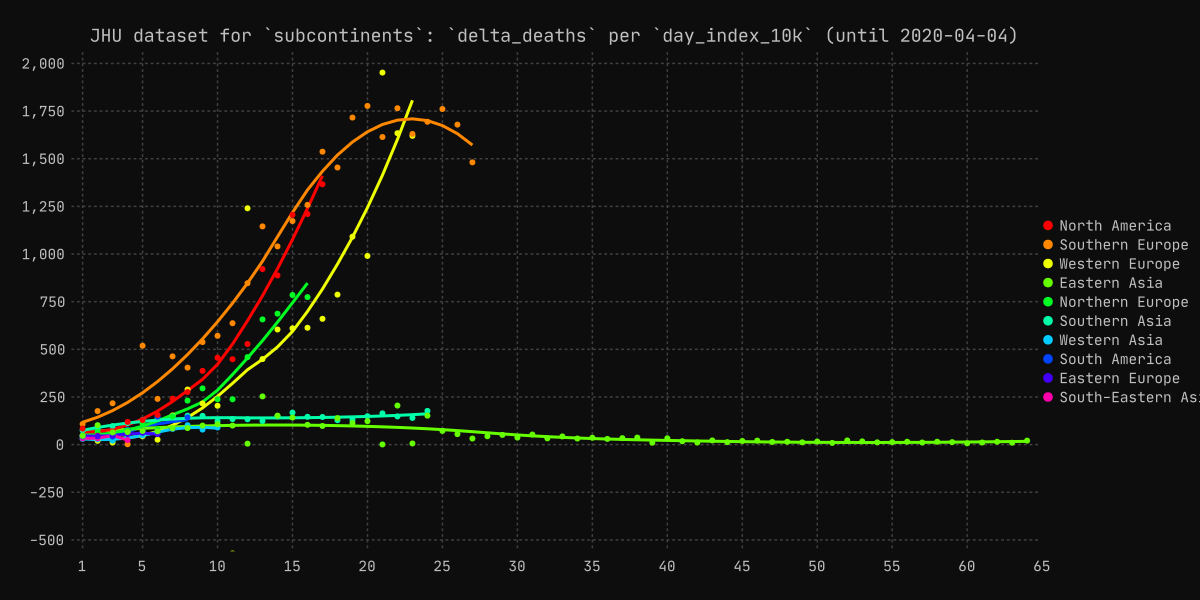 JHU dataset for `subcontinents`: `delta_deaths` per `day_index_10k` (until 2020-04-04)
2,000
1,750
1,500
1,250
1,000
750
500
250
0
-250
-500
1 5 10 15 20 25 30 35 40 45 50 55 60 65
North America
Southern Europe
Western Europe
Eastern Asia
Northern Europe
Southern Asia
Western Asia
South America
Eastern Europe
South-Eastern Asi